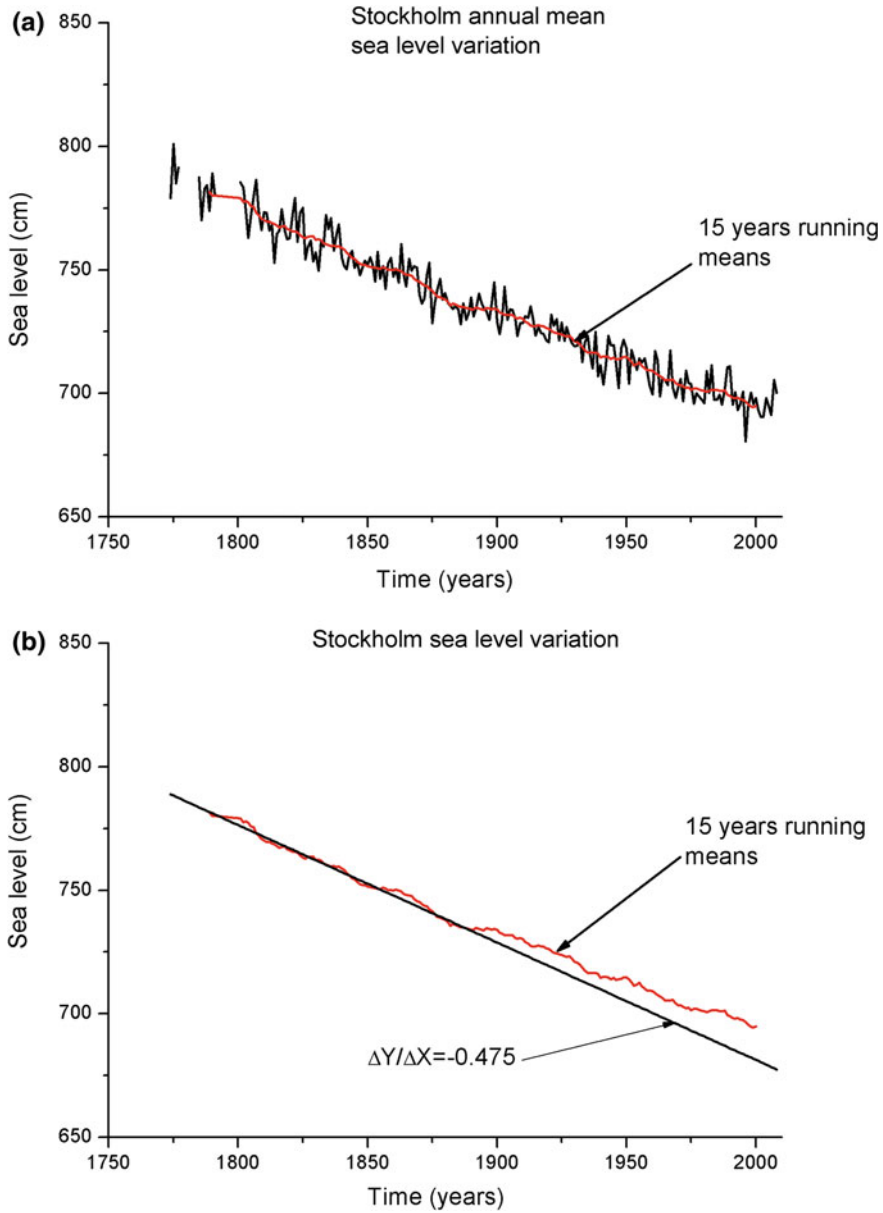 (a)
Stockholm annual mean
sea level variation
850
800
750
700
650
Sea level (cm)
15 years running
means
1750
1800
1850
1900
1950
2000
Time (years)
(b)
Stockholm sea level variation
850
800
750
700
650
Sea level (cm)
15 years running
means
ΔY/ΔX=-0.475
1750
1800
1850
1900
1950
2000
Time (years)